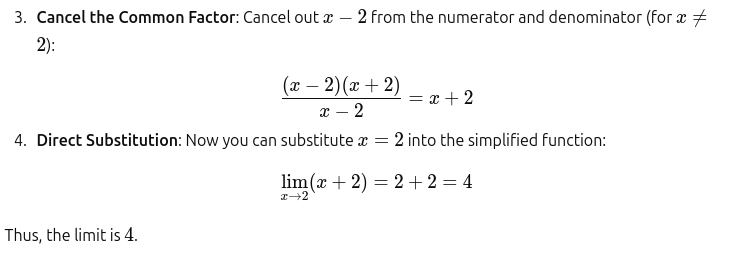 3. Cancel the Common Factor: Cancel out x − 2 from the numerator and denominator (for x ≠
2):
(x − 2)(x + 2)
= x + 2
x − 2
4. Direct Substitution: Now you can substitute x = 2 into the simplified function:
lim(x + 2) = 2 + 2 = 4
x→2
Thus, the limit is 4.